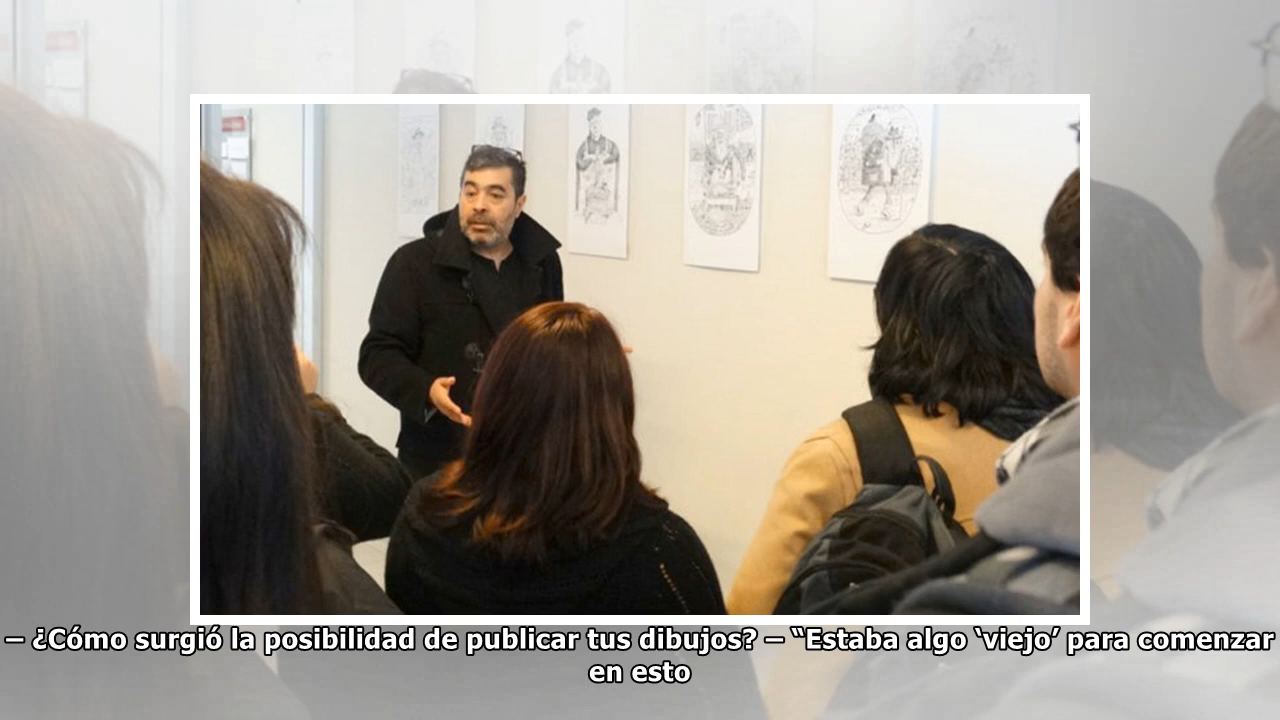 – ¿Cómo surgió la posibilidad de publicar tus dibujos? – “Estaba algo ‘viejo’ para comenzar
en esto